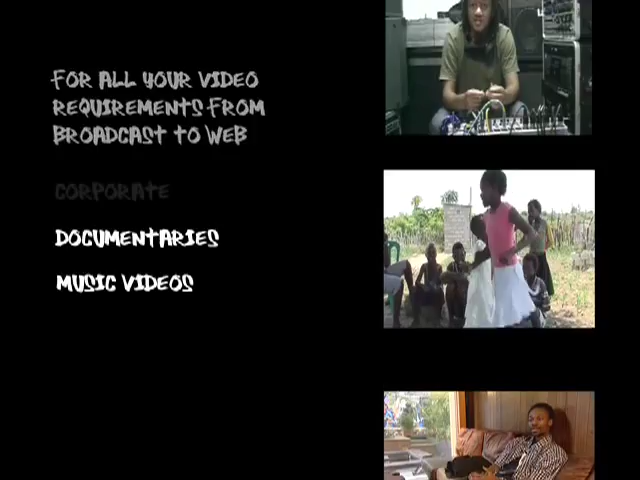 FOR ALL YOUR VIDEO
REQUIREMENTS FROM
BROADCAST TO WEB
CORPORATE
DOCUMENTARIES
MUSIC VIDEOS